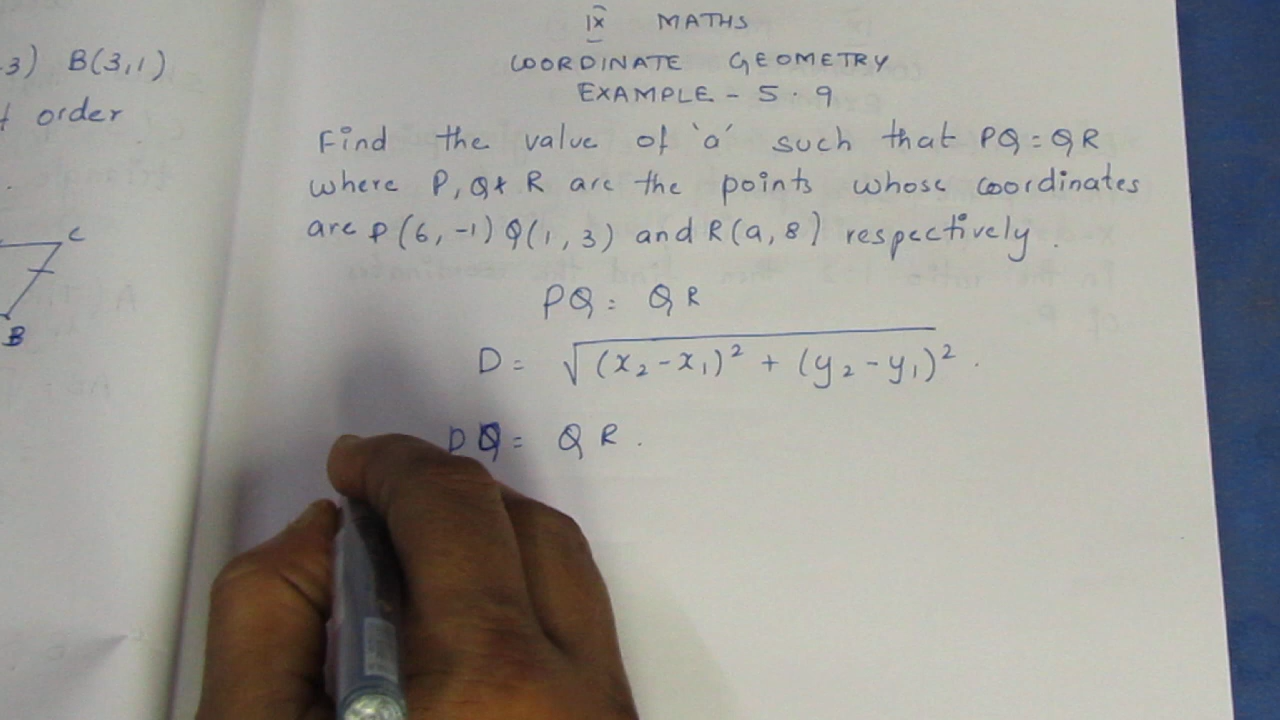 3) B(3,1)
order
C
B
IX MATHS
COORDINATE GEOMETRY
EXAMPLE - 5.9
Find the value of 'a' such that PQ = QR
where P, Q & R are the points whose coordinates
are P(6, -1) Q(1, 3) and R(a, 8) respectively.
PQ = QR
D = √(x₂-x₁)² + (y₂-y₁)².
PQ = QR.